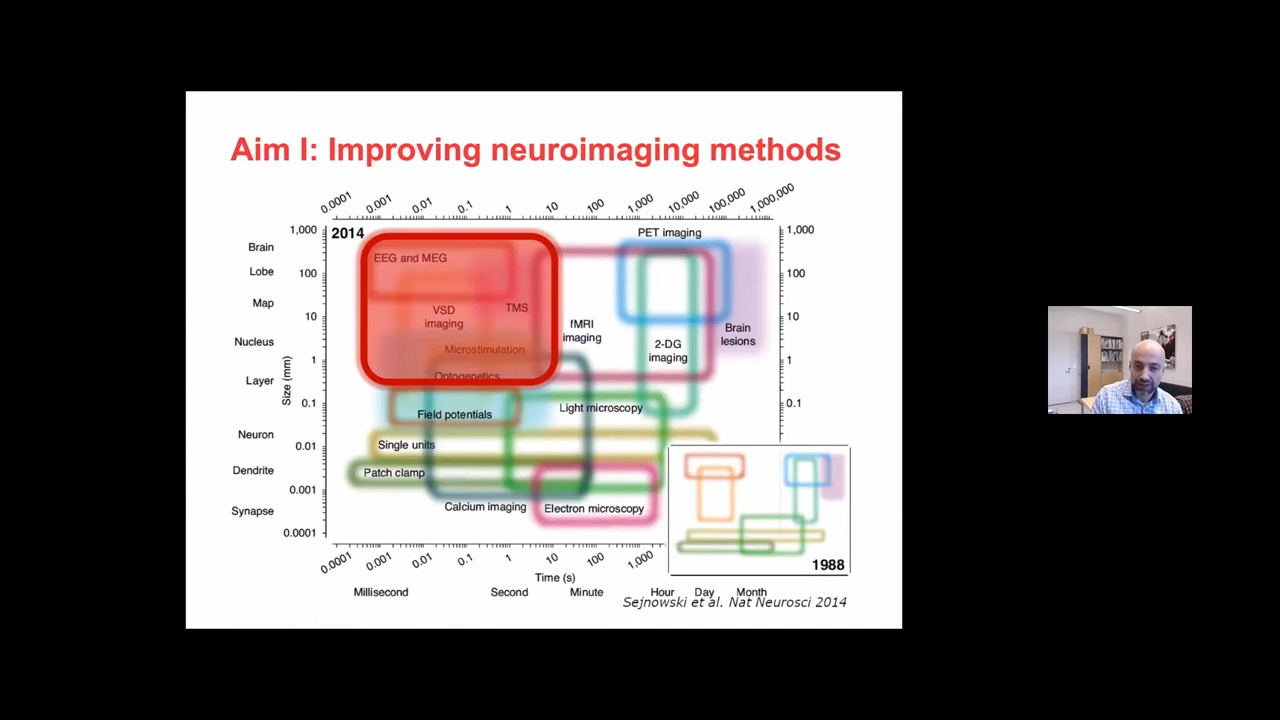 Aim I: Improving neuroimaging methods
0.0001 0.001 0.01 0.1 1 10 100 1,000 10,000 100,000 1,000,000
2014
PET imaging
1,000 1,000
Brain
EEG and MEG
Lobe 100 100
Map
VSD imaging
TMS
10 10
fMRI imaging
Brain lesions
Nucleus
Microstimulation
2-DG imaging
1 1
Layer
Size (mm)
Optogenetics
0.1 0.1
Field potentials
Light microscopy
Neuron
Single units
0.01
Dendrite
Patch clamp
0.001
Synapse
Calcium imaging
Electron microscopy
0.0001
0.0001 0.001 0.01 0.1 1 10 100 1,000
1988
Time (s)
Millisecond Second Minute Hour Day Month
Sejnowski et al. Nat Neurosci 2014